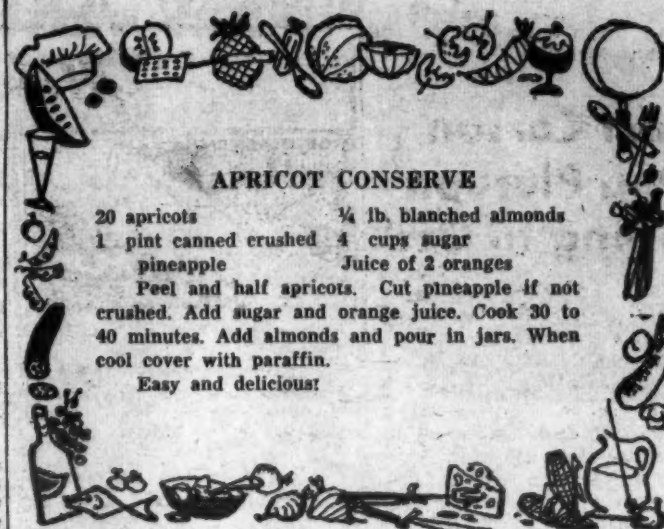 APRICOT CONSERVE
20 apricots
1 pint canned crushed
pineapple
¼ lb. blanched almonds
4 cups sugar
Juice of 2 oranges
Peel and half apricots. Cut pineapple if not
crushed. Add sugar and orange juice. Cook 30 to
40 minutes. Add almonds and pour in jars. When
cool cover with paraffin.
Easy and delicious!